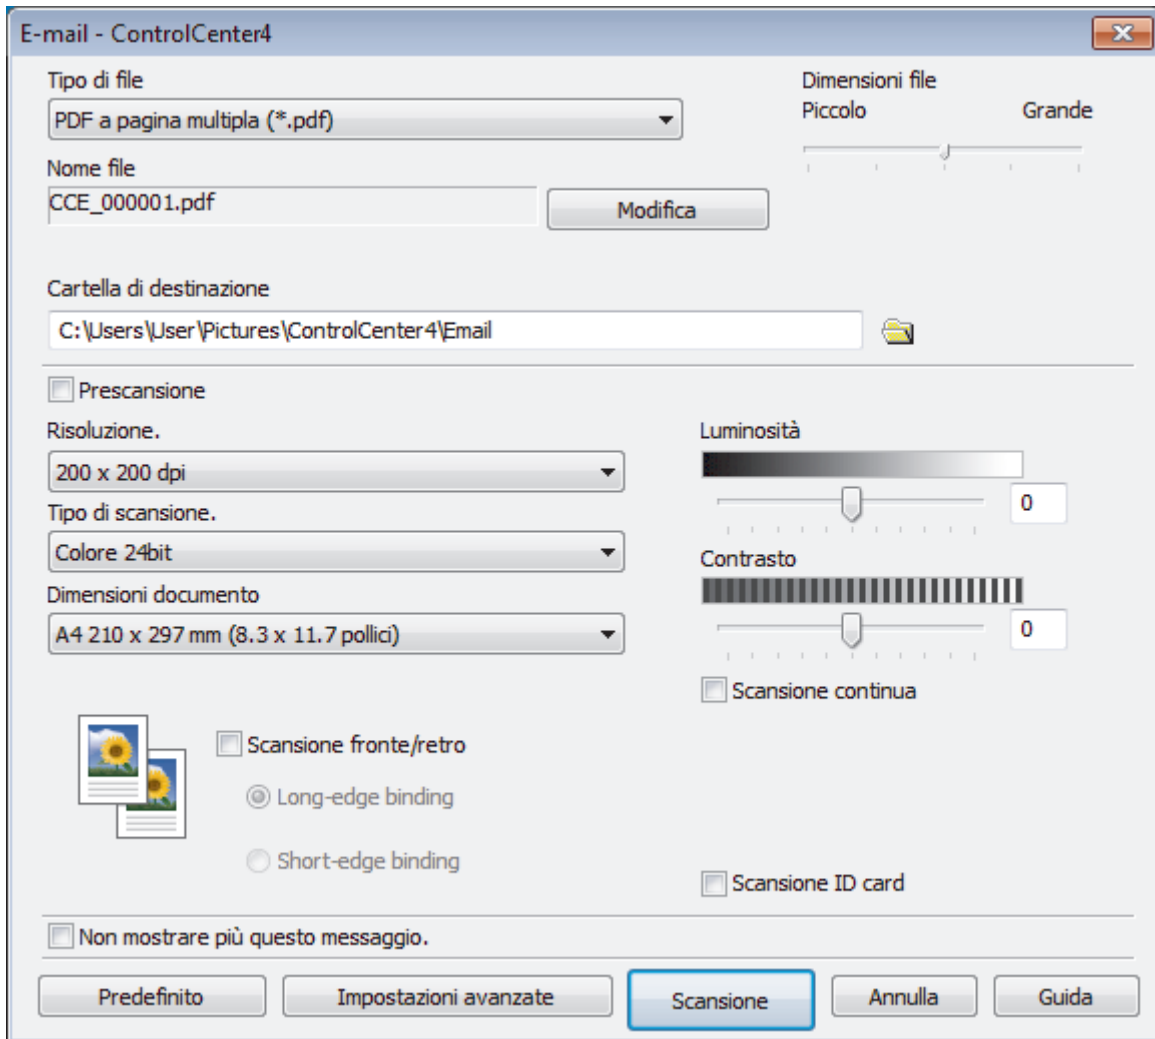 E-mail - ControlCenter4
Tipo di file
PDF a pagina multipla (*.pdf)
Dimensioni file
Piccolo Grande
Nome file
CCE_000001.pdf
Modifica
Cartella di destinazione
C:\Users\User\Pictures\ControlCenter4\Email
Prescansione
Risoluzione.
200 x 200 dpi
Tipo di scansione.
Colore 24bit
Dimensioni documento
A4 210 x 297 mm (8.3 x 11.7 pollici)
Luminosità
0
Contrasto
0
Scansione continua
Scansione fronte/retro
Long-edge binding
Short-edge binding
Scansione ID card
Non mostrare più questo messaggio.
Predefinito Impostazioni avanzate Scansione Annulla Guida